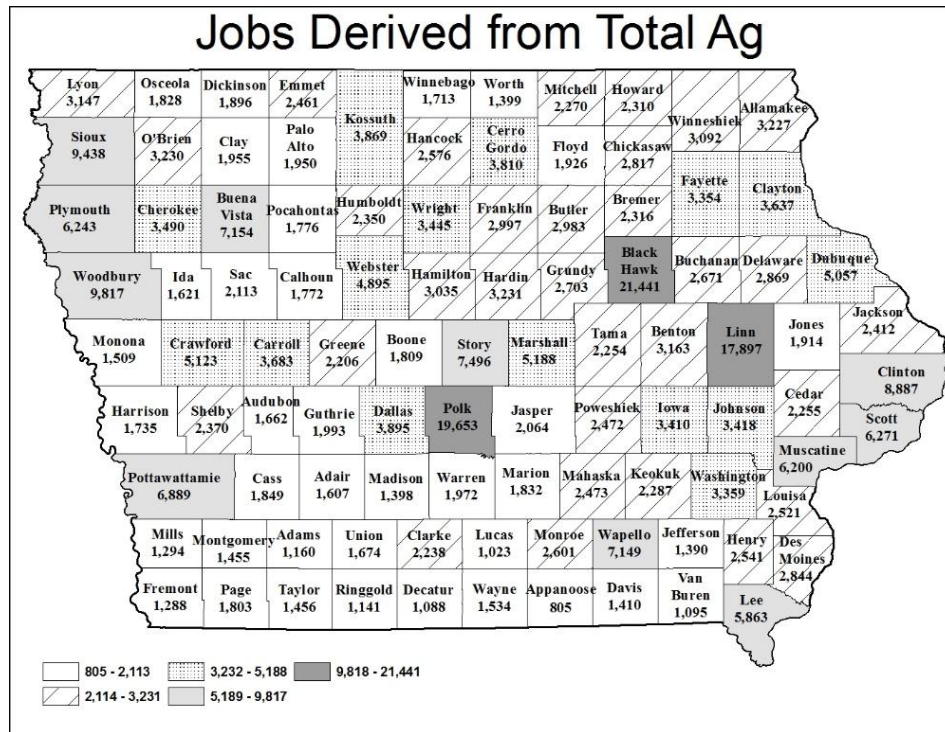 Jobs Derived from Total Ag
Lyon
3,147
Osceola
1,828
Dickinson
1,896
Emmet
2,461
Kossuth
3,869
Winnebago
1,713
Worth
1,399
Mitchell
2,270
Howard
2,310
Winneshiek
3,092
Allamakee
3,227
Sioux
9,438
O'Brien
3,230
Clay
1,955
Palo
Alto
1,950
Hancock
2,576
Cerro
Gordo
3,810
Floyd
1,926
Chickasaw
2,817
Fayette
3,354
Clayton
3,637
Plymouth
6,243
Cherokee
3,490
Buena
Vista
7,154
Pocahontas
1,776
Humboldt
2,350
Wright
3,445
Franklin
2,997
Butler
2,983
Bremer
2,316
Woodbury
9,817
Ida
1,621
Sac
2,113
Calhoun
1,772
Webster
4,895
Hamilton
3,035
Hardin
3,231
Grundy
2,703
Black
Hawk
21,441
Buchanan
2,671
Delaware
2,869
Dubuque
5,057
Monona
1,509
Crawford
5,123
Carroll
3,683
Greene
2,206
Boone
1,809
Story
7,496
Marshall
5,188
Tama
2,254
Benton
3,163
Linn
17,897
Jones
1,914
Jackson
2,412
Clinton
8,887
Harrison
1,735
Shelby
2,370
Audubon
1,662
Guthrie
1,993
Dallas
3,895
Polk
19,653
Jasper
2,064
Poweshiek
2,472
Iowa
3,410
Johnson
3,418
Cedar
2,255
Scott
6,271
Muscatine
6,200
Pottawattamie
6,889
Cass
1,849
Adair
1,607
Madison
1,398
Warren
1,972
Marion
1,832
Mahaska
2,473
Keokuk
2,287
Washington
3,359
Louisa
2,521
Mills
1,294
Montgomery
1,455
Adams
1,160
Union
1,674
Clarke
2,238
Lucas
1,023
Monroe
2,601
Wapello
7,149
Jefferson
1,390
Henry
2,541
Des
Moines
2,844
Fremont
1,288
Page
1,803
Taylor
1,456
Ringgold
1,141
Decatur
1,088
Wayne
1,534
Appanoose
805
Davis
1,410
Van
Buren
1,095
Lee
5,863
805 - 2,113
3,232 - 5,188
9,818 - 21,441
2,114 - 3,231
5,189 - 9,817